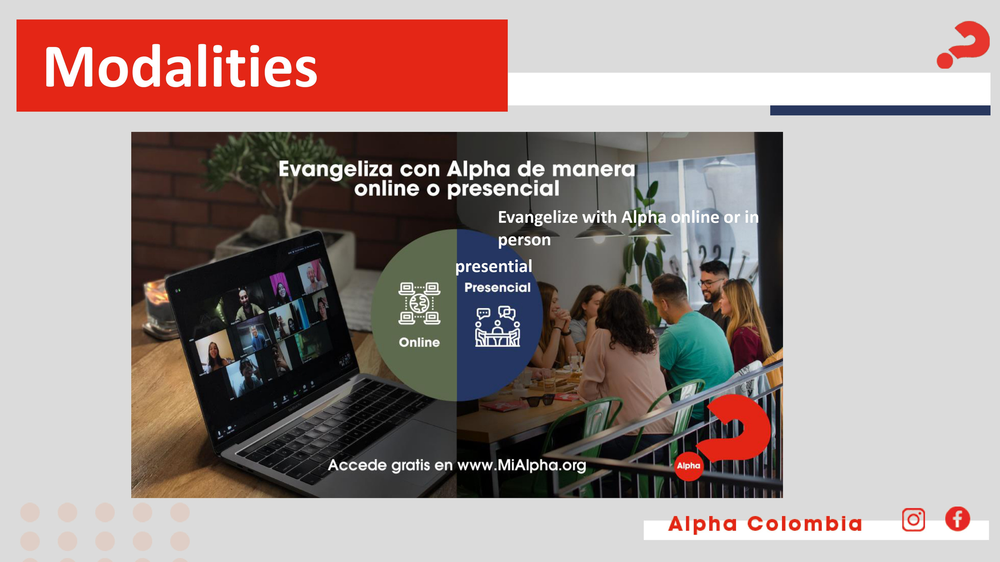 Modalities
Evangeliza con Alpha de manera
online o presencial
Evangelize with Alpha online or in
person
presential
Presencial
Online
Accede gratis en www.MiAlpha.org
Alpha
Alpha Colombia